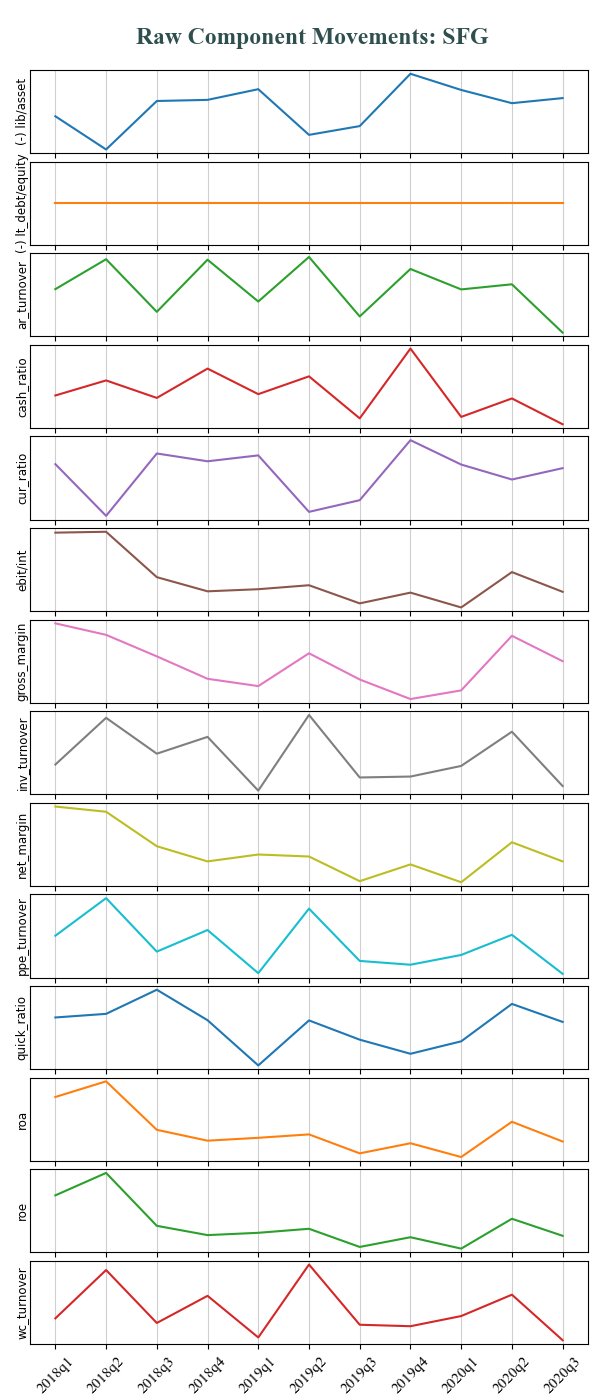 Raw Component Movements: SFG
(-) lib/asset
(-) lt_debt/equity
ar_turnover
cash_ratio
cur_ratio
ebit/int
gross_margin
inv_turnover
net_margin
ppe_turnover
quick_ratio
roa
roe
wc_turnover
2018q1 2018q2 2018q3 2018q4 2019q1 2019q2 2019q3 2019q4 2020q1 2020q2 2020q3